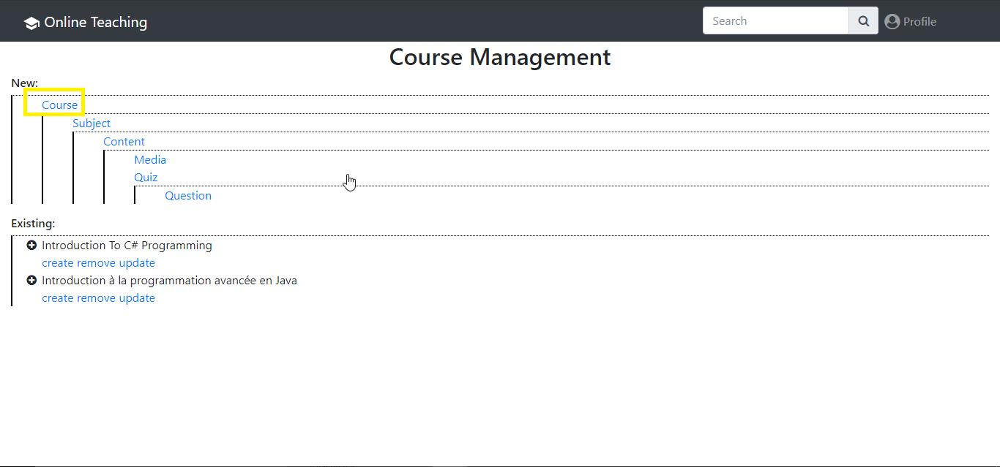 Online Teaching
Search
Profile
Course Management
New:
Course
Subject
Content
Media
Quiz
Question
Existing:
Introduction To C# Programming
create remove update
Introduction à la programmation avancée en Java
create remove update